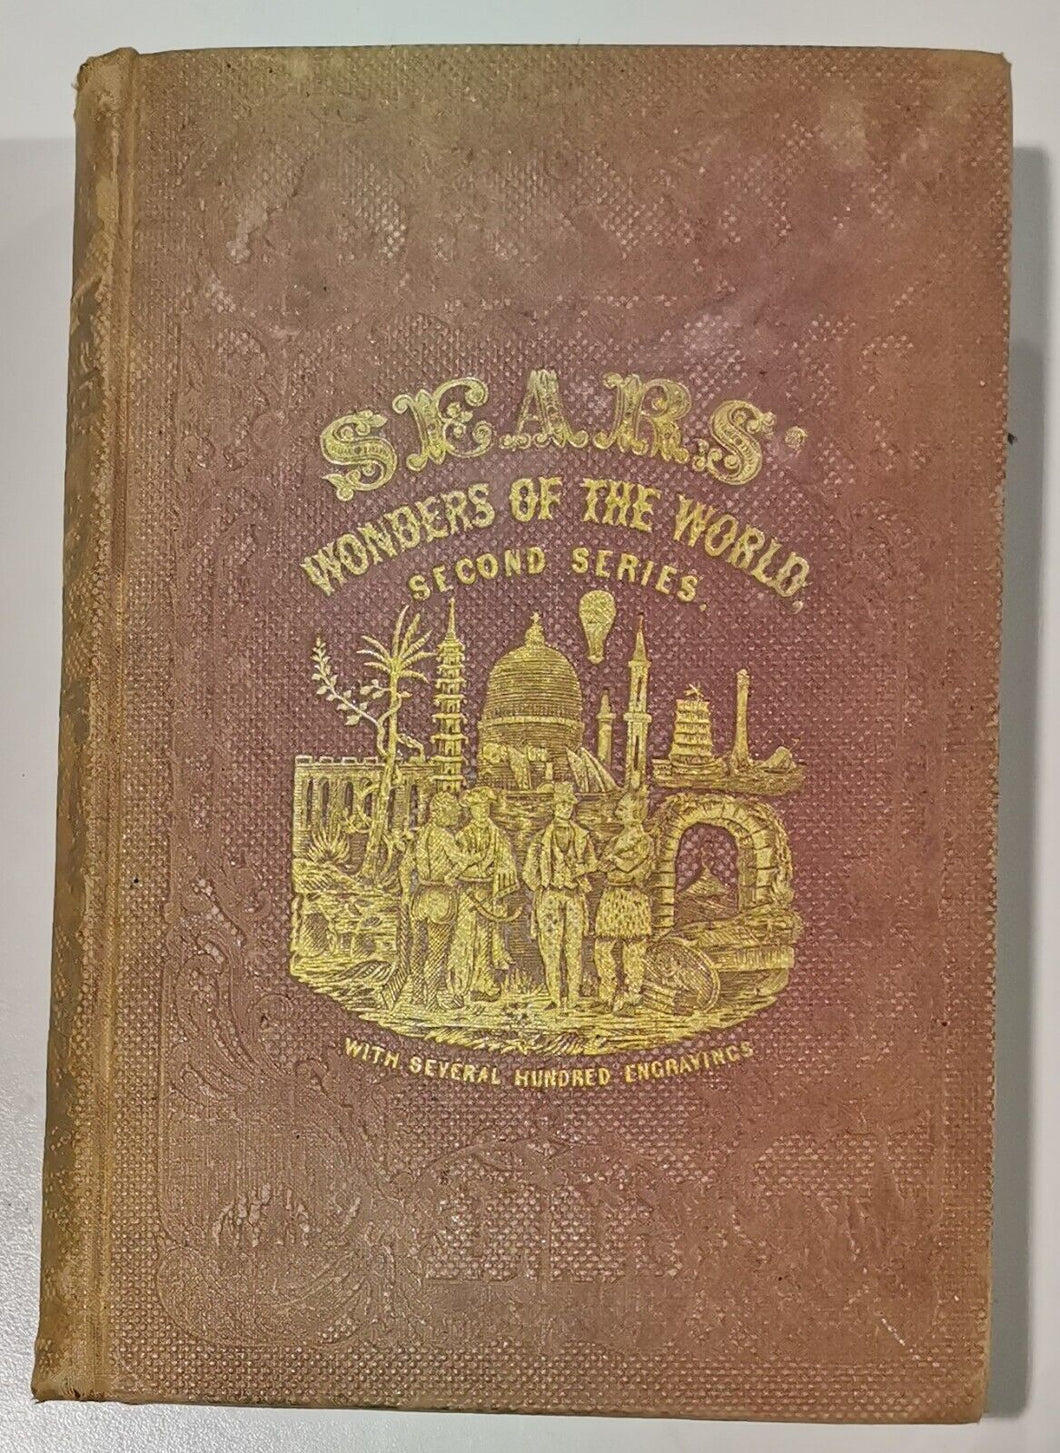 SEARS'
WONDERS OF THE WORLD,
SECOND SERIES.
WITH SEVERAL HUNDRED ENGRAVINGS